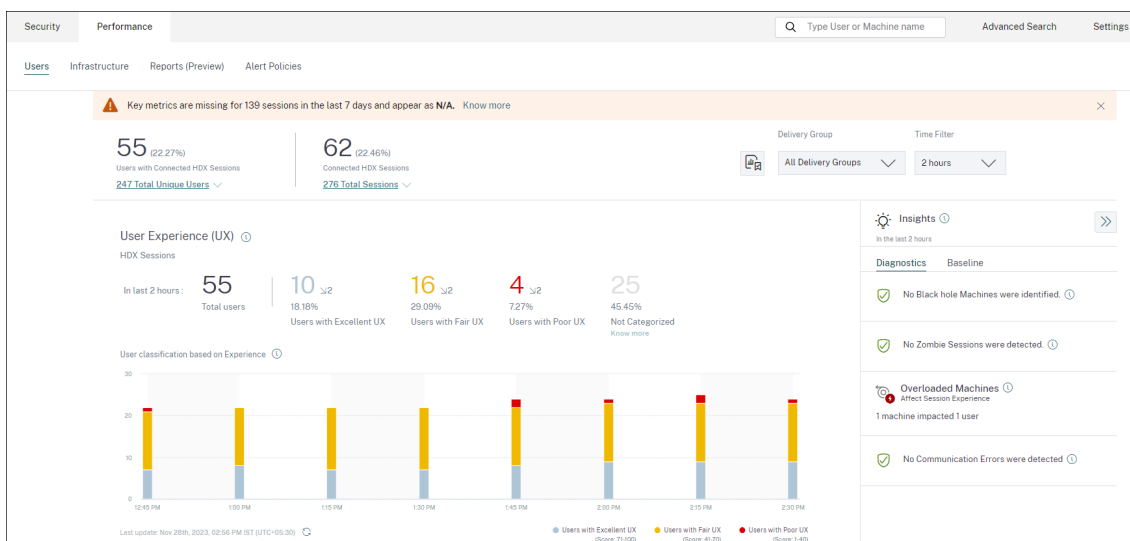 Security Performance Type User or Machine name Advanced Search Settings
Users Infrastructure Reports (Preview) Alert Policies
Key metrics are missing for 139 sessions in the last 7 days and appear as N/A. Know more
Delivery Group Time Filter
55 (22.27%) 62 (22.46%)
All Delivery Groups 2 hours
Users with Connected HDX Sessions Connected HDX Sessions
247 Total Unique Users 276 Total Sessions
User Experience (UX)
HDX Sessions
In last 2 hours : 55 10 2 16 2 4 2 25
Total users 18.18% 29.09% 7.27% 45.45%
Users with Excellent UX Users with Fair UX Users with Poor UX Not Categorized
Know more
User classification based on Experience
30
20
10
0
12:45 PM 1:00 PM 1:15 PM 1:30 PM 1:45 PM 2:00 PM 2:15 PM 2:30 PM
Last update: Nov 28th, 2023, 02:56 PM IST (UTC+05:30) Users with Excellent UX Users with Fair UX Users with Poor UX
(Score: 71-100) (Score: 41-70) (Score: 1-40)
Insights
In the last 2 hours
Diagnostics Baseline
No Black hole Machines were identified.
No Zombie Sessions were detected.
Overloaded Machines
Affect Session Experience
1 machine impacted 1 user
No Communication Errors were detected